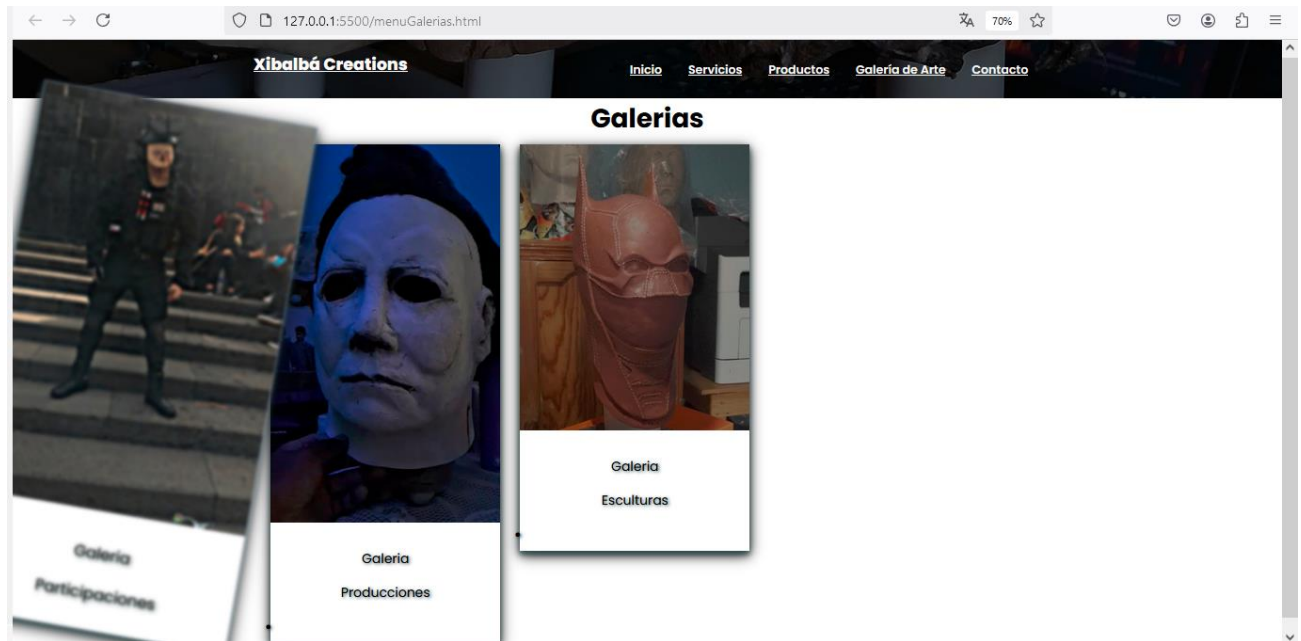 127.0.0.1:5500/menuGalerias.html
70%
Xibalbá Creations
Inicio Servicios Productos Galería de Arte Contacto
Galerias
Galeria
Participaciones
Galeria
Producciones
Galeria
Esculturas